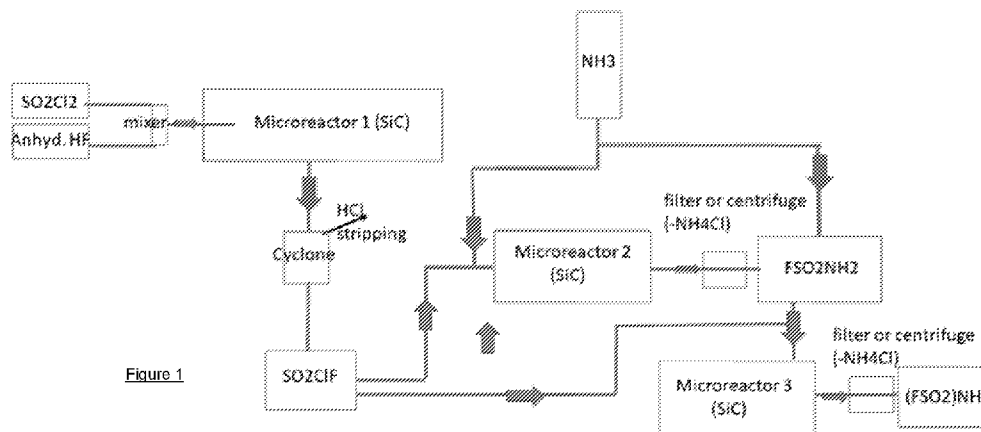 NH3
SO2Cl2
Anhyd. HF
mixer
Microreactor 1 (SiC)
HCl
stripping
Cyclone
filter or centrifuge
(-NH4Cl)
Microreactor 2
(SiC)
FSO2NH2
SO2ClF
Figure 1
filter or centrifuge
(-NH4Cl)
Microreactor 3
(SiC)
(FSO2)NH